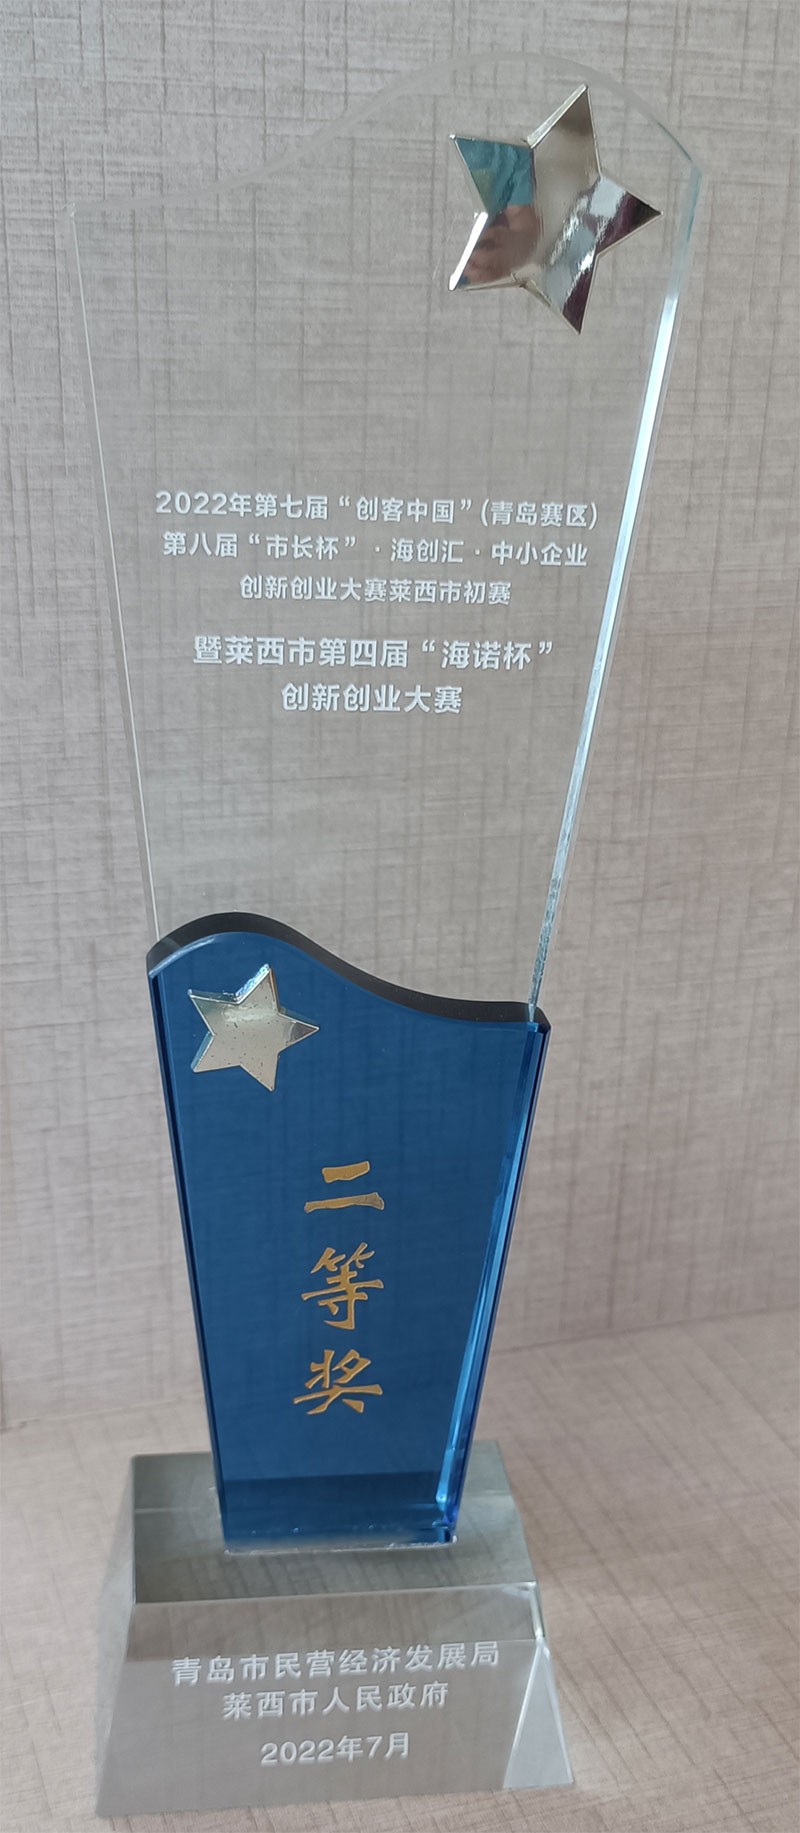 2022年第七届“创客中国”(青岛赛区)
第八届“市长杯”·海创汇·中小企业
创新创业大赛莱西市初赛
暨莱西市第四届“海诺杯”
创新创业大赛
二
等
奖
青岛市民营经济发展局
莱西市人民政府
2022年7月